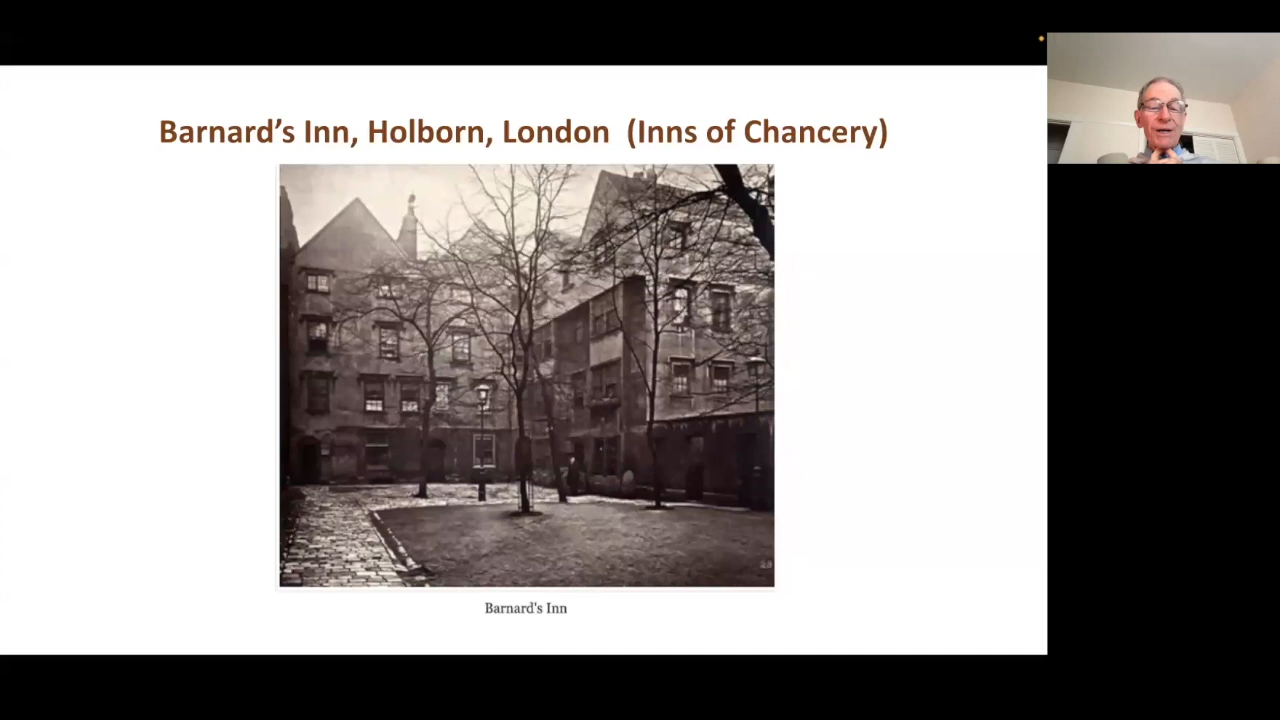 Barnard’s Inn, Holborn, London  (Inns of Chancery)
Barnard's Inn